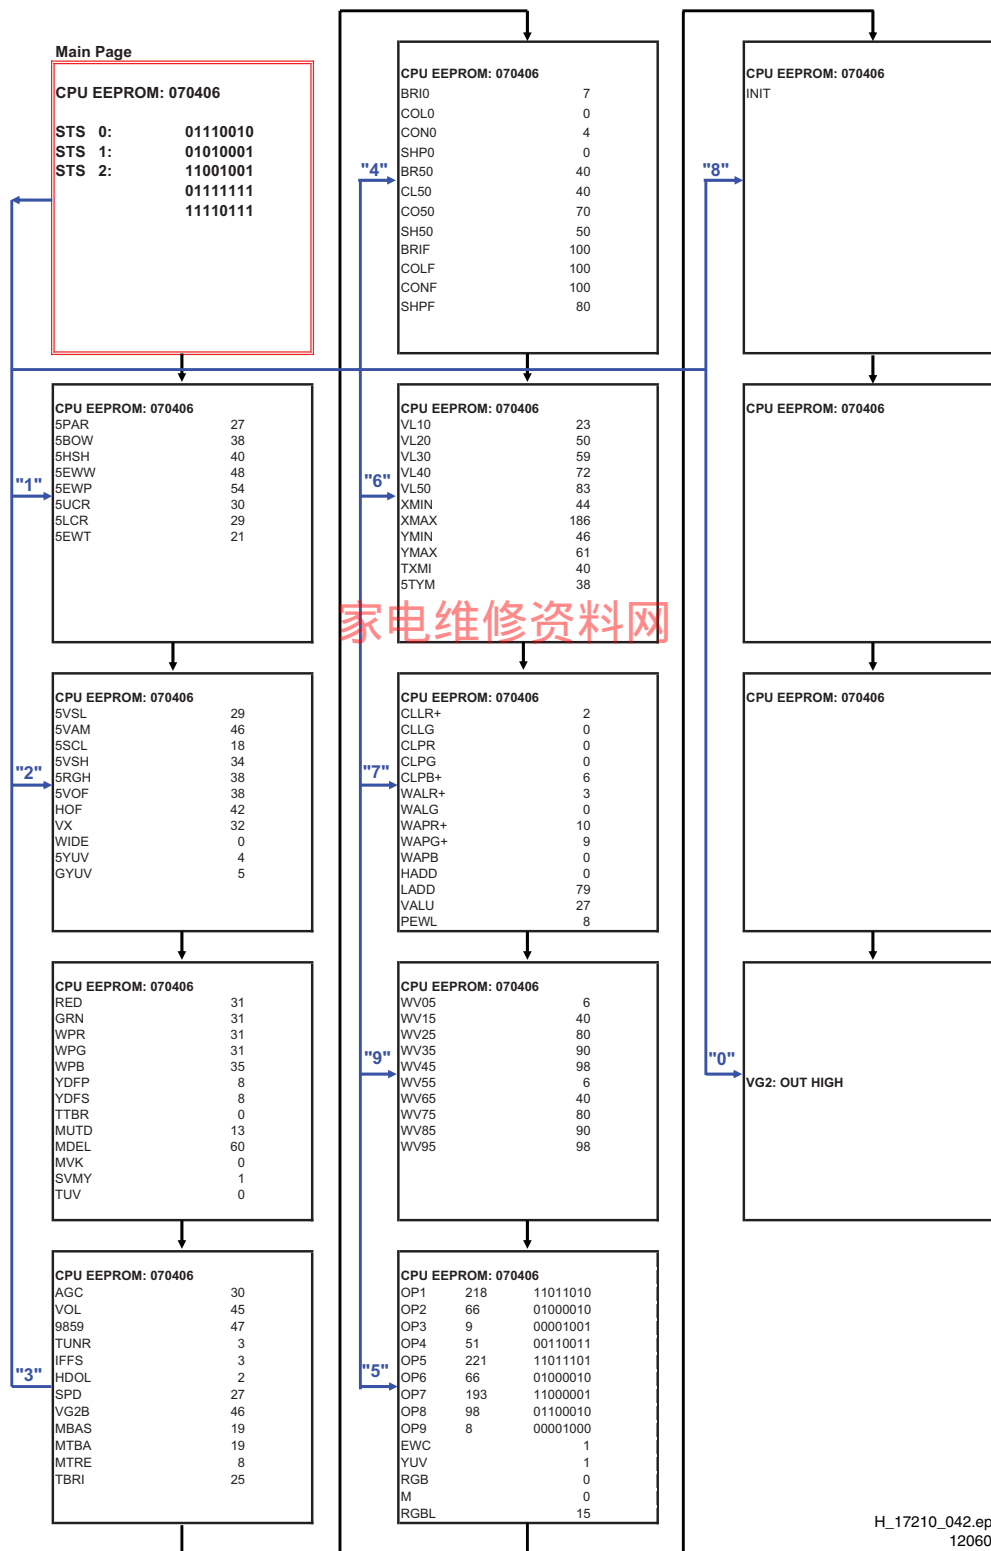 Main Page
CPU EEPROM: 070406
STS 0: 01110010
STS 1: 01010001
STS 2: 11001001
01111111
11110111
"1"
CPU EEPROM: 070406
5PAR 27
5BOW 38
5HSH 40
5EWW 48
5EWP 54
5UCR 30
5LCR 29
5EWT 21
"2"
CPU EEPROM: 070406
5VSL 29
5VAM 46
5SCL 18
5VSH 34
5RGH 38
5VOF 38
HOF 42
VX 32
WIDE 0
5YUV 4
GYUV 5
CPU EEPROM: 070406
RED 31
GRN 31
WPR 31
WPG 31
WPB 35
YDFP 8
YDFS 8
TTBR 0
MUTD 13
MDEL 60
MVK 0
SVMY 1
TUV 0
"3"
CPU EEPROM: 070406
AGC 30
VOL 45
9859 47
TUNR 3
IFFS 3
HDOL 2
SPD 27
VG2B 46
MBAS 19
MTBA 19
MTRE 8
TBRI 25
"4"
CPU EEPROM: 070406
BRI0 7
COL0 0
CON0 4
SHP0 0
BR50 40
CL50 40
CO50 70
SH50 50
BRIF 100
COLF 100
CONF 100
SHPF 80
"6"
CPU EEPROM: 070406
VL10 23
VL20 50
VL30 59
VL40 72
VL50 83
XMIN 44
XMAX 186
YMIN 46
YMAX 61
TXMI 40
5TYM 38
家电维修资料网
"7"
CPU EEPROM: 070406
CLLR+ 2
CLLG 0
CLPR 0
CLPG 0
CLPB+ 6
WALR+ 3
WALG 0
WAPR+ 10
WAPG+ 9
WAPB 0
HADD 0
LADD 79
VALU 27
PEWL 8
"9"
CPU EEPROM: 070406
WV05 6
WV15 40
WV25 80
WV35 90
WV45 98
WV55 6
WV65 40
WV75 80
WV85 90
WV95 98
"5"
CPU EEPROM: 070406
OP1 218 11011010
OP2 66 01000010
OP3 9 00001001
OP4 51 00110011
OP5 221 11011101
OP6 66 01000010
OP7 193 11000001
OP8 98 01100010
OP9 8 00001000
EWC 1
YUV 1
RGB 0
M 0
RGBL 15
"8"
CPU EEPROM: 070406
INIT
CPU EEPROM: 070406
CPU EEPROM: 070406
"0"
VG2: OUT HIGH
H_17210_042.ep
12060